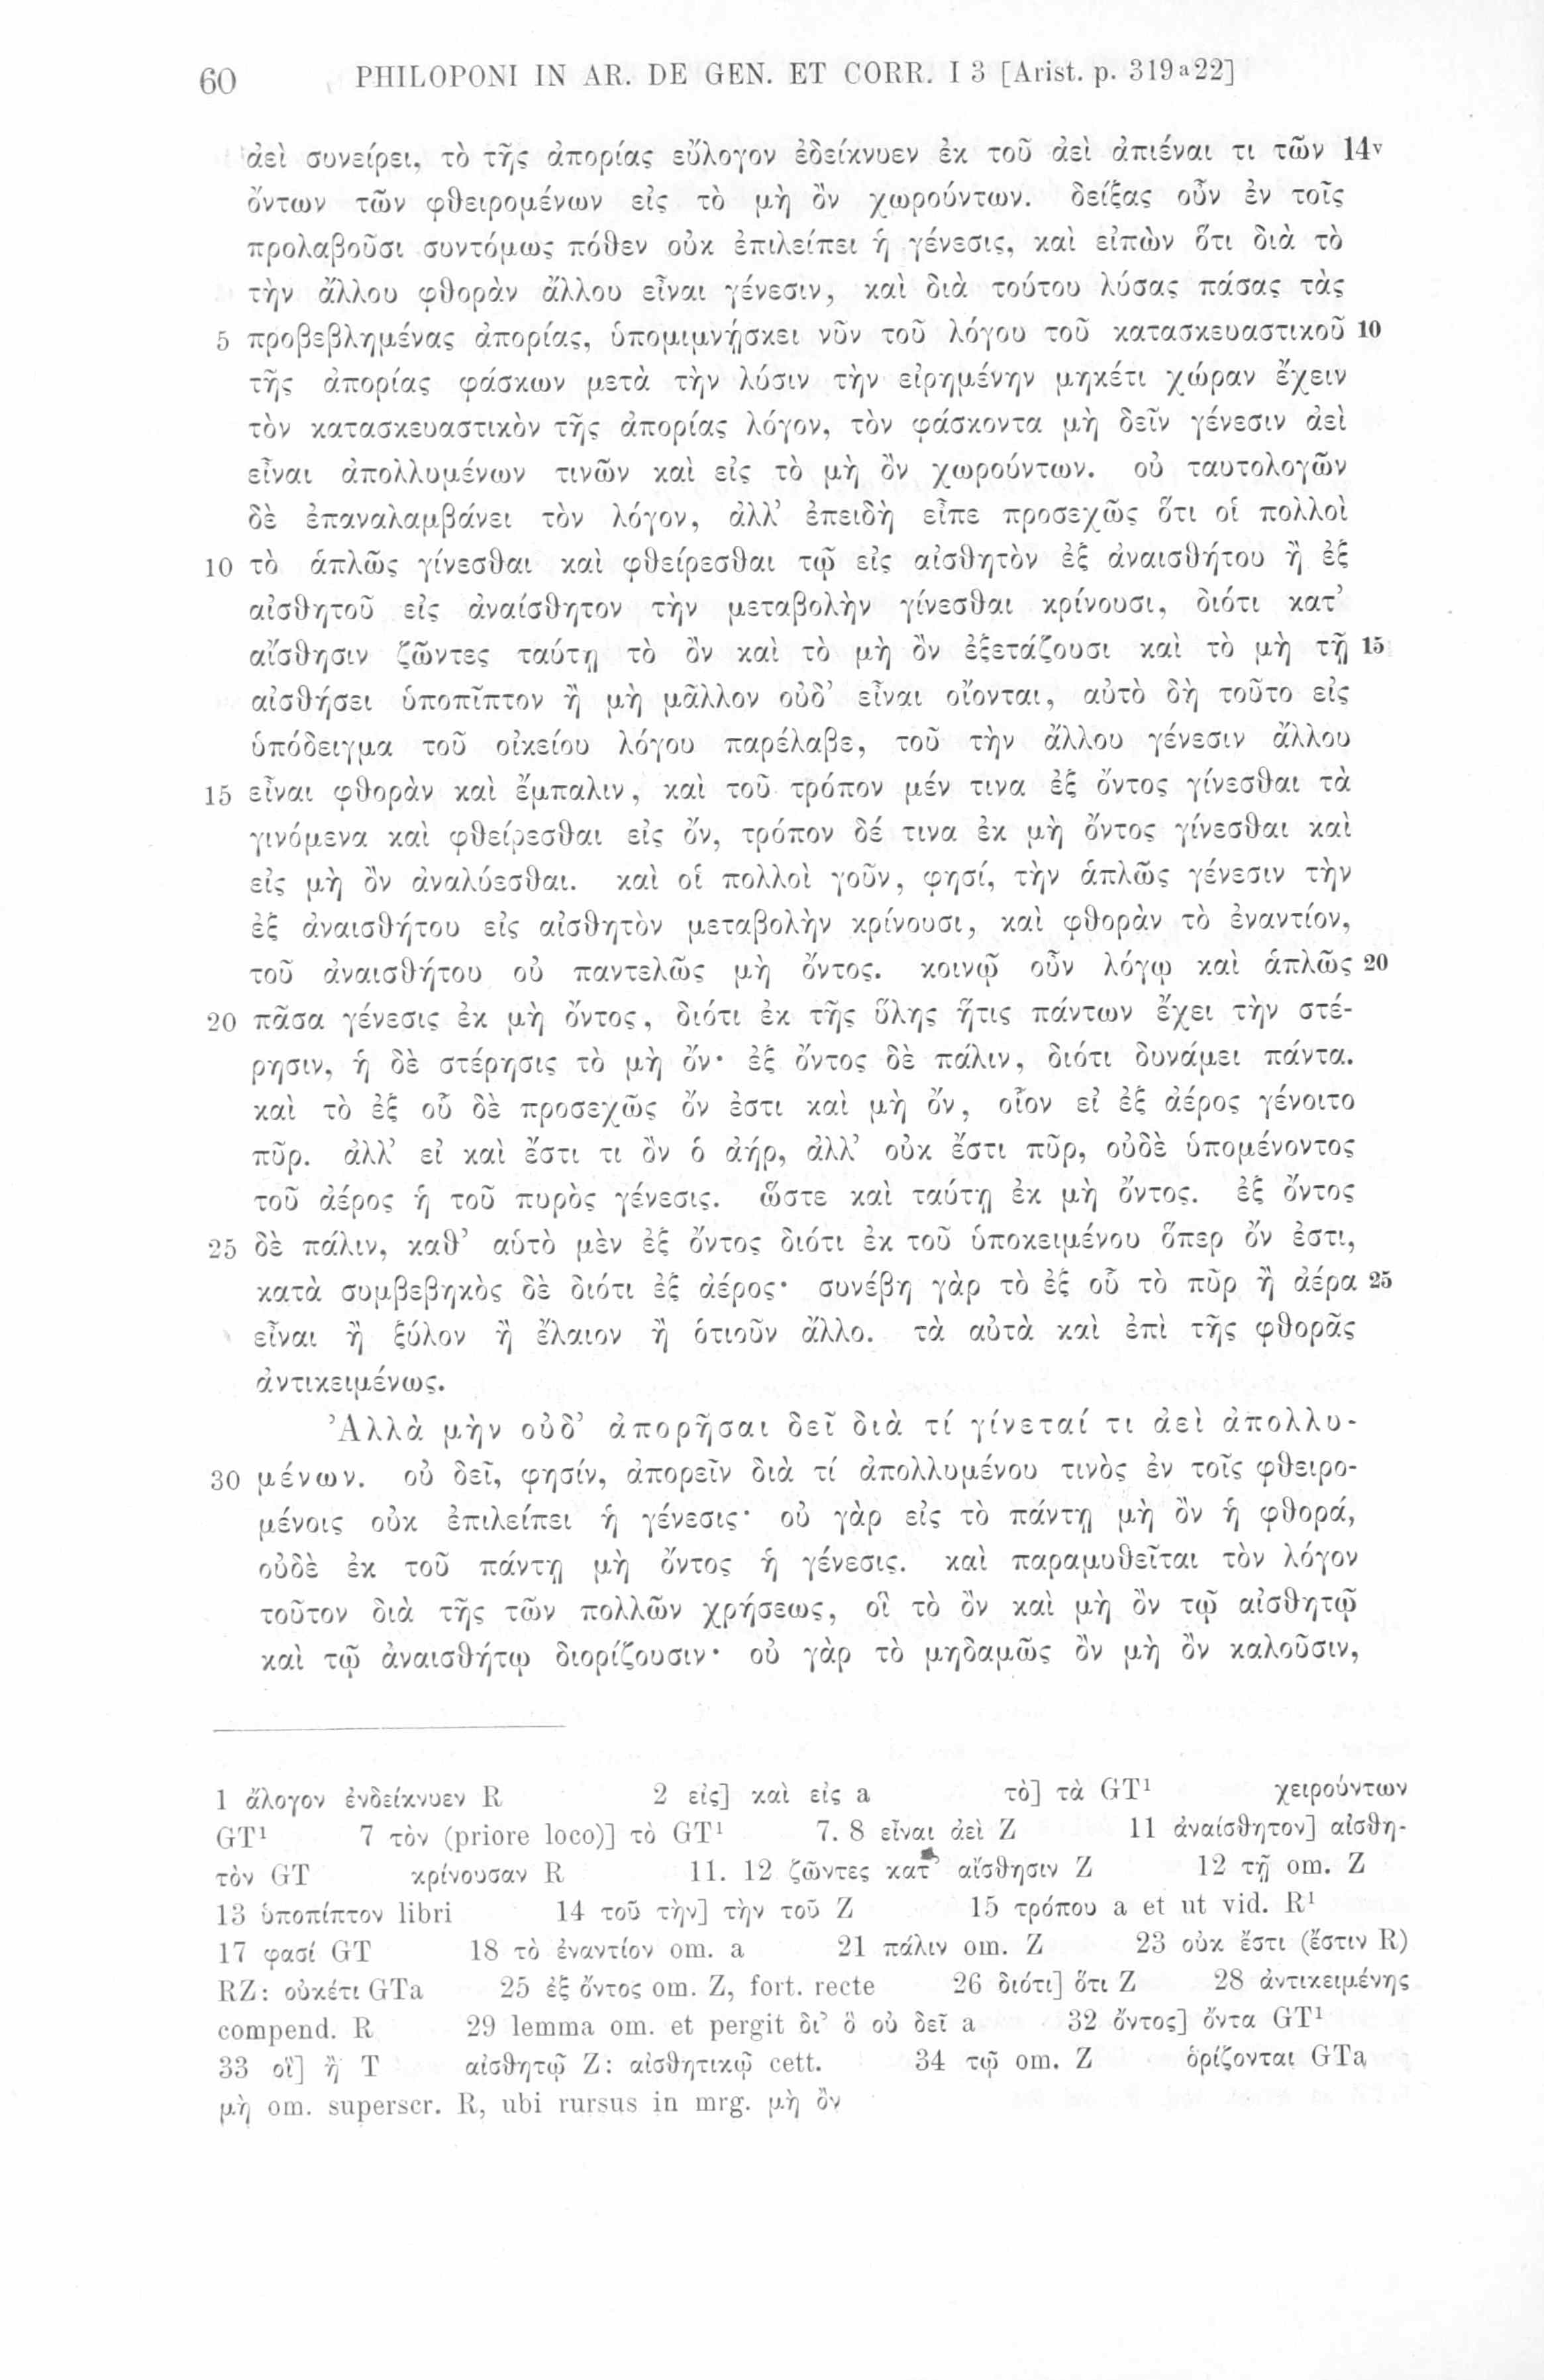 60 PHILOPONI IN AR. DE GEN. ET CORR. I 3 [Arist. p. 319ª22]
ἀεὶ συνείρει, τὸ τῆς ἀπορίας εὔλογον ἐδείκνυεν ἐκ τοῦ ἀεὶ ἀπιέναι τι τῶν 14ᵛ
ὄντων τῶν φθειρομένων εἰς τὸ μὴ ὂν χωρούντων. δείξας οὖν ἐν τοῖς
προλαβοῦσι συντόμως πόθεν οὐκ ἐπιλείπει ἡ γένεσις, καὶ εἰπὼν ὅτι διὰ τὸ
τὴν ἄλλου φθορὰν ἄλλου εἶναι γένεσιν, καὶ διὰ τούτου λύσας πάσας τὰς
5 προβεβλημένας ἀπορίας, ὑπομιμνῄσκει νῦν τοῦ λόγου τοῦ κατασκευαστικοῦ 10
τῆς ἀπορίας φάσκων μετὰ τὴν λύσιν τὴν εἰρημένην μηκέτι χώραν ἔχειν
τὸν κατασκευαστικὸν τῆς ἀπορίας λόγον, τὸν φάσκοντα μὴ δεῖν γένεσιν ἀεὶ
εἶναι ἀπολλυμένων τινῶν καὶ εἰς τὸ μὴ ὂν χωρούντων. οὐ ταυτολογῶν
δὲ ἐπαναλαμβάνει τὸν λόγον, ἀλλ’ ἐπειδὴ εἶπε προσεχῶς ὅτι οἱ πολλοὶ
10 τὸ ἁπλῶς γίνεσθαι καὶ φθείρεσθαι τῷ εἰς αἰσθητὸν ἐξ ἀναισθήτου ἢ ἐξ
αἰσθητοῦ εἰς ἀναίσθητον τὴν μεταβολὴν γίνεσθαι κρίνουσι, διότι κατ’
αἴσθησιν ζῶντες ταύτῃ τὸ ὂν καὶ τὸ μὴ ὂν ἐξετάζουσι καὶ τὸ μὴ τῇ 15
αἰσθήσει ὑποπῖπτον ἢ μὴ μᾶλλον οὐδ’ εἶναι οἴονται, αὐτὸ δὴ τοῦτο εἰς
ὑπόδειγμα τοῦ οἰκείου λόγου παρέλαβε, τοῦ τὴν ἄλλου γένεσιν ἄλλου
15 εἶναι φθορὰν καὶ ἔμπαλιν, καὶ τοῦ τρόπον μέν τινα ἐξ ὄντος γίνεσθαι τὰ
γινόμενα καὶ φθείρεσθαι εἰς ὄν, τρόπον δέ τινα ἐκ μὴ ὄντος γίνεσθαι καὶ
εἰς μὴ ὂν ἀναλύεσθαι. καὶ οἱ πολλοὶ γοῦν, φησί, τὴν ἁπλῶς γένεσιν τὴν
ἐξ ἀναισθήτου εἰς αἰσθητὸν μεταβολὴν κρίνουσι, καὶ φθορὰν τὸ ἐναντίον,
τοῦ ἀναισθήτου οὐ παντελῶς μὴ ὄντος. κοινῷ οὖν λόγῳ καὶ ἁπλῶς 20
20 πᾶσα γένεσις ἐκ μὴ ὄντος, διότι ἐκ τῆς ὕλης ἥτις πάντων ἔχει τὴν στέ-
ρησιν, ἡ δὲ στέρησις τὸ μὴ ὄν· ἐξ ὄντος δὲ πάλιν, διότι δυνάμει πάντα.
καὶ τὸ ἐξ οὗ δὲ προσεχῶς ὄν ἐστι καὶ μὴ ὄν, οἷον εἰ ἐξ ἀέρος γένοιτο
πῦρ. ἀλλ’ εἰ καὶ ἔστι τι ὂν ὁ ἀήρ, ἀλλ’ οὐκ ἔστι πῦρ, οὐδὲ ὑπομένοντος
τοῦ ἀέρος ἡ τοῦ πυρὸς γένεσις. ὥστε καὶ ταύτῃ ἐκ μὴ ὄντος. ἐξ ὄντος
25 δὲ πάλιν, καθ’ αὑτὸ μὲν ἐξ ὄντος διότι ἐκ τοῦ ὑποκειμένου ὅπερ ὄν ἐστι,
κατὰ συμβεβηκὸς δὲ διότι ἐξ ἀέρος· συνέβη γὰρ τὸ ἐξ οὗ τὸ πῦρ ἢ ἀέρα 25
εἶναι ἢ ξύλον ἢ ἔλαιον ἢ ὁτιοῦν ἄλλο. τὰ αὐτὰ καὶ ἐπὶ τῆς φθορᾶς
ἀντικειμένως.
Ἀλλὰ μὴν οὐδ’ ἀπορῆσαι δεῖ διὰ τί γίνεταί τι ἀεὶ ἀπολλυ-
30 μένων. οὐ δεῖ, φησίν, ἀπορεῖν διὰ τί ἀπολλυμένου τινὸς ἐν τοῖς φθειρο-
μένοις οὐκ ἐπιλείπει ἡ γένεσις· οὐ γὰρ εἰς τὸ πάντῃ μὴ ὂν ἡ φθορά,
οὐδὲ ἐκ τοῦ πάντῃ μὴ ὄντος ἡ γένεσις. καὶ παραμυθεῖται τὸν λόγον
τοῦτον διὰ τῆς τῶν πολλῶν χρήσεως, οἳ τὸ ὂν καὶ μὴ ὂν τῷ αἰσθητῷ
καὶ τῷ ἀναισθήτῳ διορίζουσιν· οὐ γὰρ τὸ μηδαμῶς ὂν μὴ ὂν καλοῦσιν,
1 ἄλογον ἐνδείκνυεν R 2 εἰς] καὶ εἰς a τὸ] τὰ GT¹ χειρούντων
GT¹ 7 τὸν (priore loco)] τὸ GT¹ 7. 8 εἶναι ἀεὶ Z 11 ἀναίσθητον] αἰσθη-
τὸν GT κρίνουσαν R 11. 12 ζῶντες κατ’ αἴσθησιν Z 12 τῇ om. Z
13 ὑποπίπτον libri 14 τοῦ τὴν] τὴν τοῦ Z 15 τρόπου a et ut vid. R¹
17 φασί GT 18 τὸ ἐναντίον om. a 21 πάλιν om. Z 23 οὐκ ἔστι (ἔστιν R)
RZ: οὐκέτι GTa 25 ἐξ ὄντος om. Z, fort. recte 26 διότι] ὅτι Z 28 ἀντικειμένης
compend. R 29 lemma om. et pergit δι’ ὃ οὐ δεῖ a 32 ὄντος] ὄντα GT¹
33 οἳ] ἢ T αἰσθητῷ Z: αἰσθητικῷ cett. 34 τῷ om. Z ὁρίζονται GTa
μὴ om. superscr. R, ubi rursus in mrg. μὴ ὂν